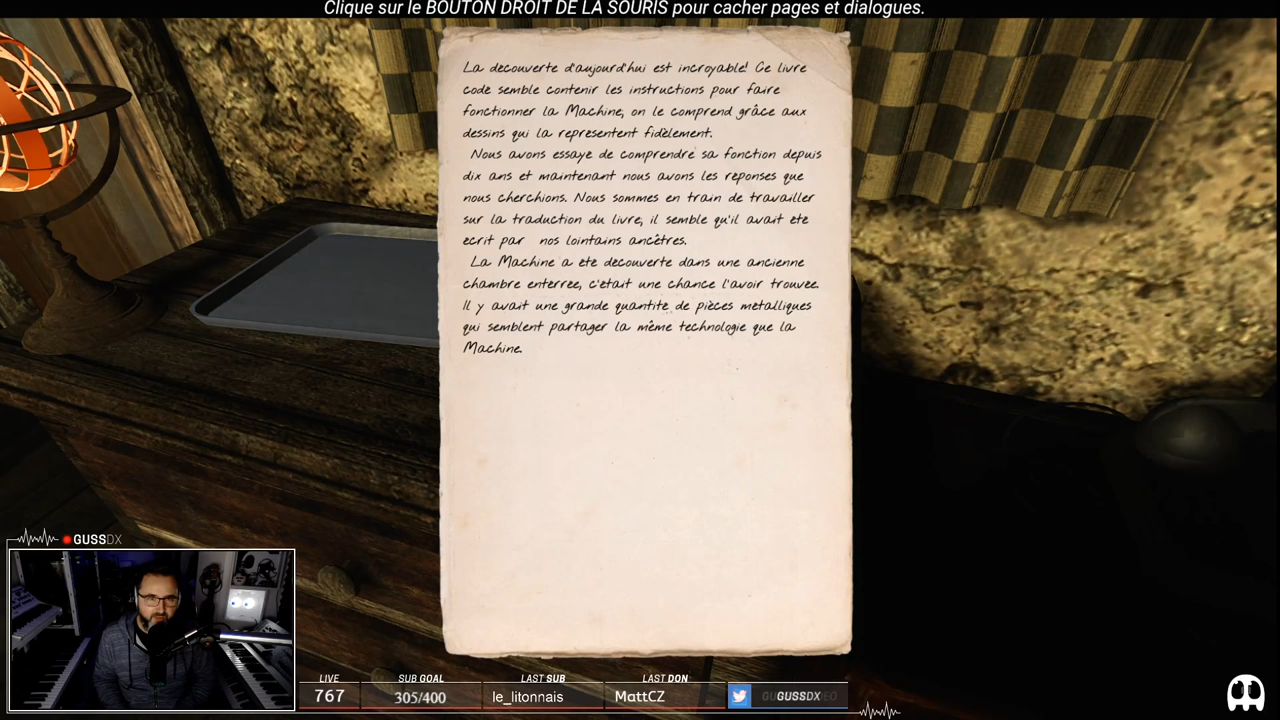 Clique sur le BOUTON DROIT DE LA SOURIS pour cacher pages et dialogues.
La decouverte d'aujourd'hui est incroyable! Ce livre
code semble contenir les instructions pour faire
fonctionner la Machine, on le comprend grâce aux
dessins qui la representent fidèlement.
Nous avons essaye de comprendre sa fonction depuis
dix ans et maintenant nous avons les reponses que
nous cherchions. Nous sommes en train de travailler
sur la traduction du livre, il semble qu'il avait ete
ecrit par nos lointains ancêtres.
La Machine a ete decouverte dans une ancienne
chambre enterree, c'etait une chance l'avoir trouvee.
Il y avait une grande quantite de pièces metalliques
qui semblent partager la même technologie que la
Machine.
GUSSDX
LIVE
767
SUB GOAL
305/400
LAST SUB
le_litonnais
LAST DON
MattCZ
GUSSDX